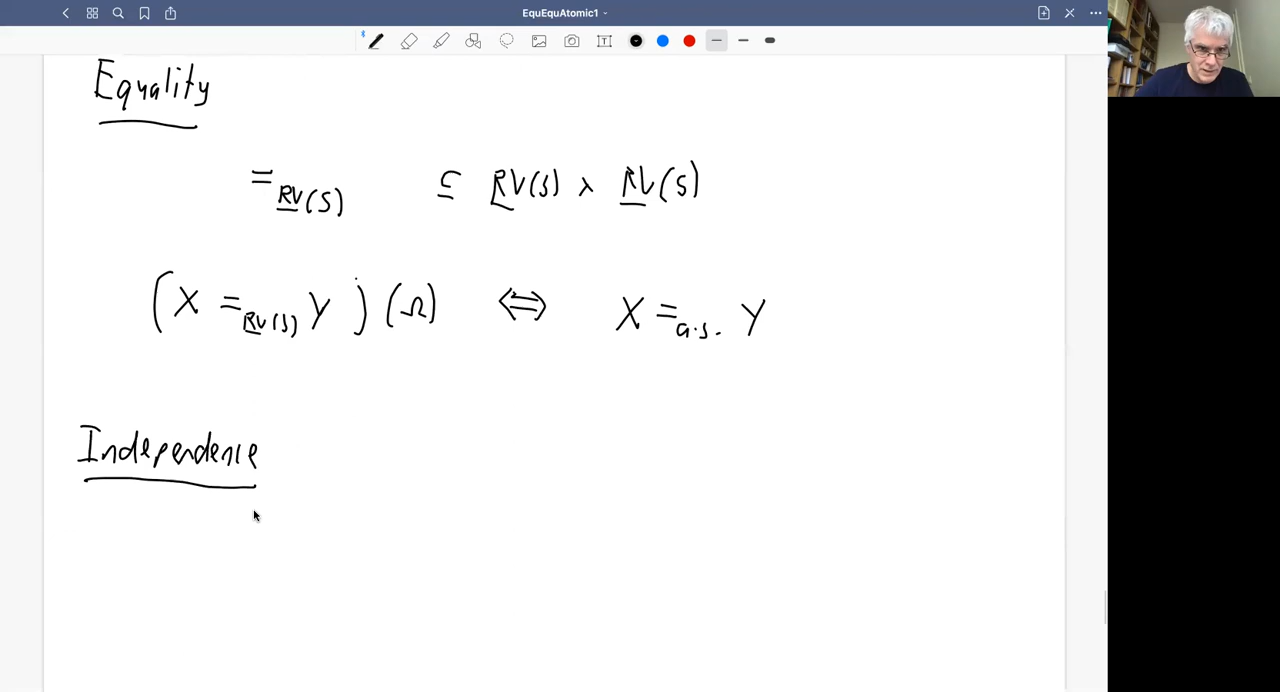 EquEquAtomic1
Equality
=_{RV(S)} ⊆ RV(S) × RV(S)
(X =_{RV(S)} Y)(Ω) ⇔ X =_{a.s.} Y
Independence